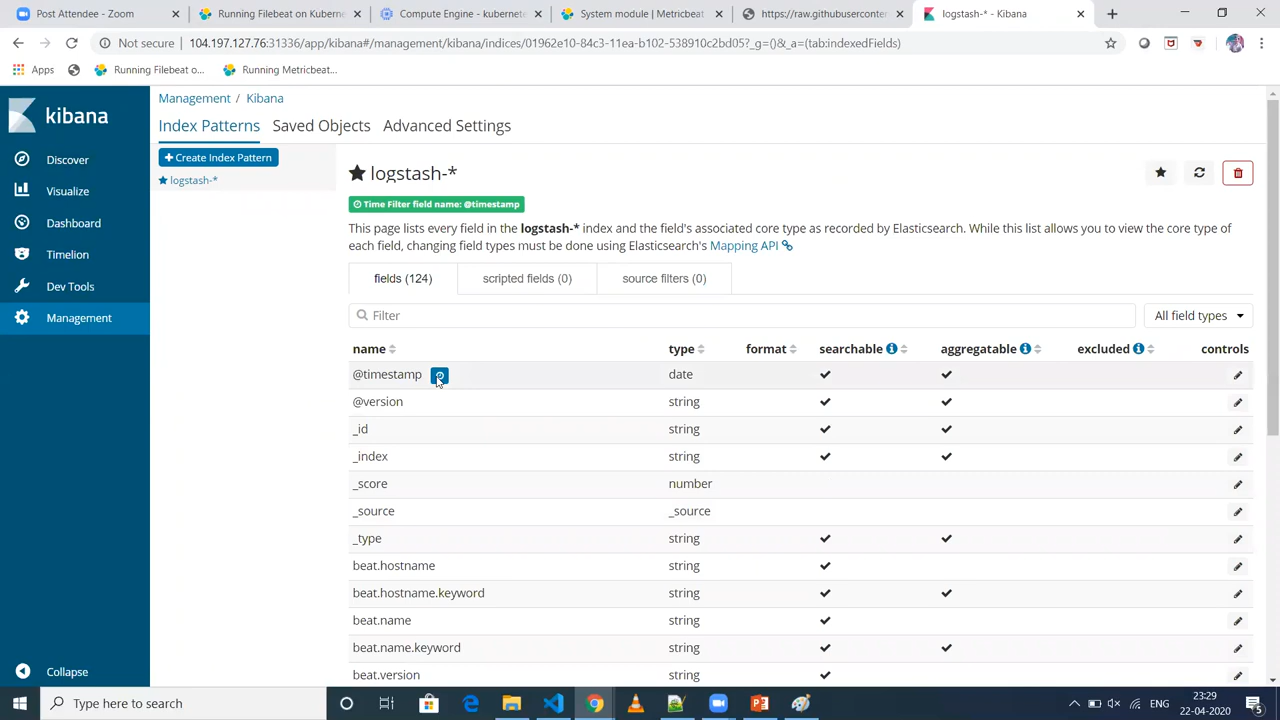 Post Attendee - Zoom
Running Filebeat on Kuberne
Compute Engine - kubernete
System module | Metricbeat
https://raw.githubuserconten
logstash-* - Kibana
Not secure
104.197.127.76:31336/app/kibana#/management/kibana/indices/01962e10-84c3-11ea-b102-538910c2bd05?_g=()&_a=(tab:indexedFields)
Apps
Running Filebeat o...
Running Metricbeat...
kibana
Discover
Visualize
Dashboard
Timelion
Dev Tools
Management
Collapse
Management / Kibana
Index Patterns Saved Objects Advanced Settings
Create Index Pattern
logstash-*
logstash-*
Time Filter field name: @timestamp
This page lists every field in the logstash-* index and the field's associated core type as recorded by Elasticsearch. While this list allows you to view the core type of
each field, changing field types must be done using Elasticsearch's Mapping API
fields (124) scripted fields (0) source filters (0)
Filter
All field types
name type format searchable aggregatable excluded controls
@timestamp date
@version string
_id string
_index string
_score number
_source _source
_type string
beat.hostname string
beat.hostname.keyword string
beat.name string
beat.name.keyword string
beat.version string
Type here to search
ENG
23:29
22-04-2020
5